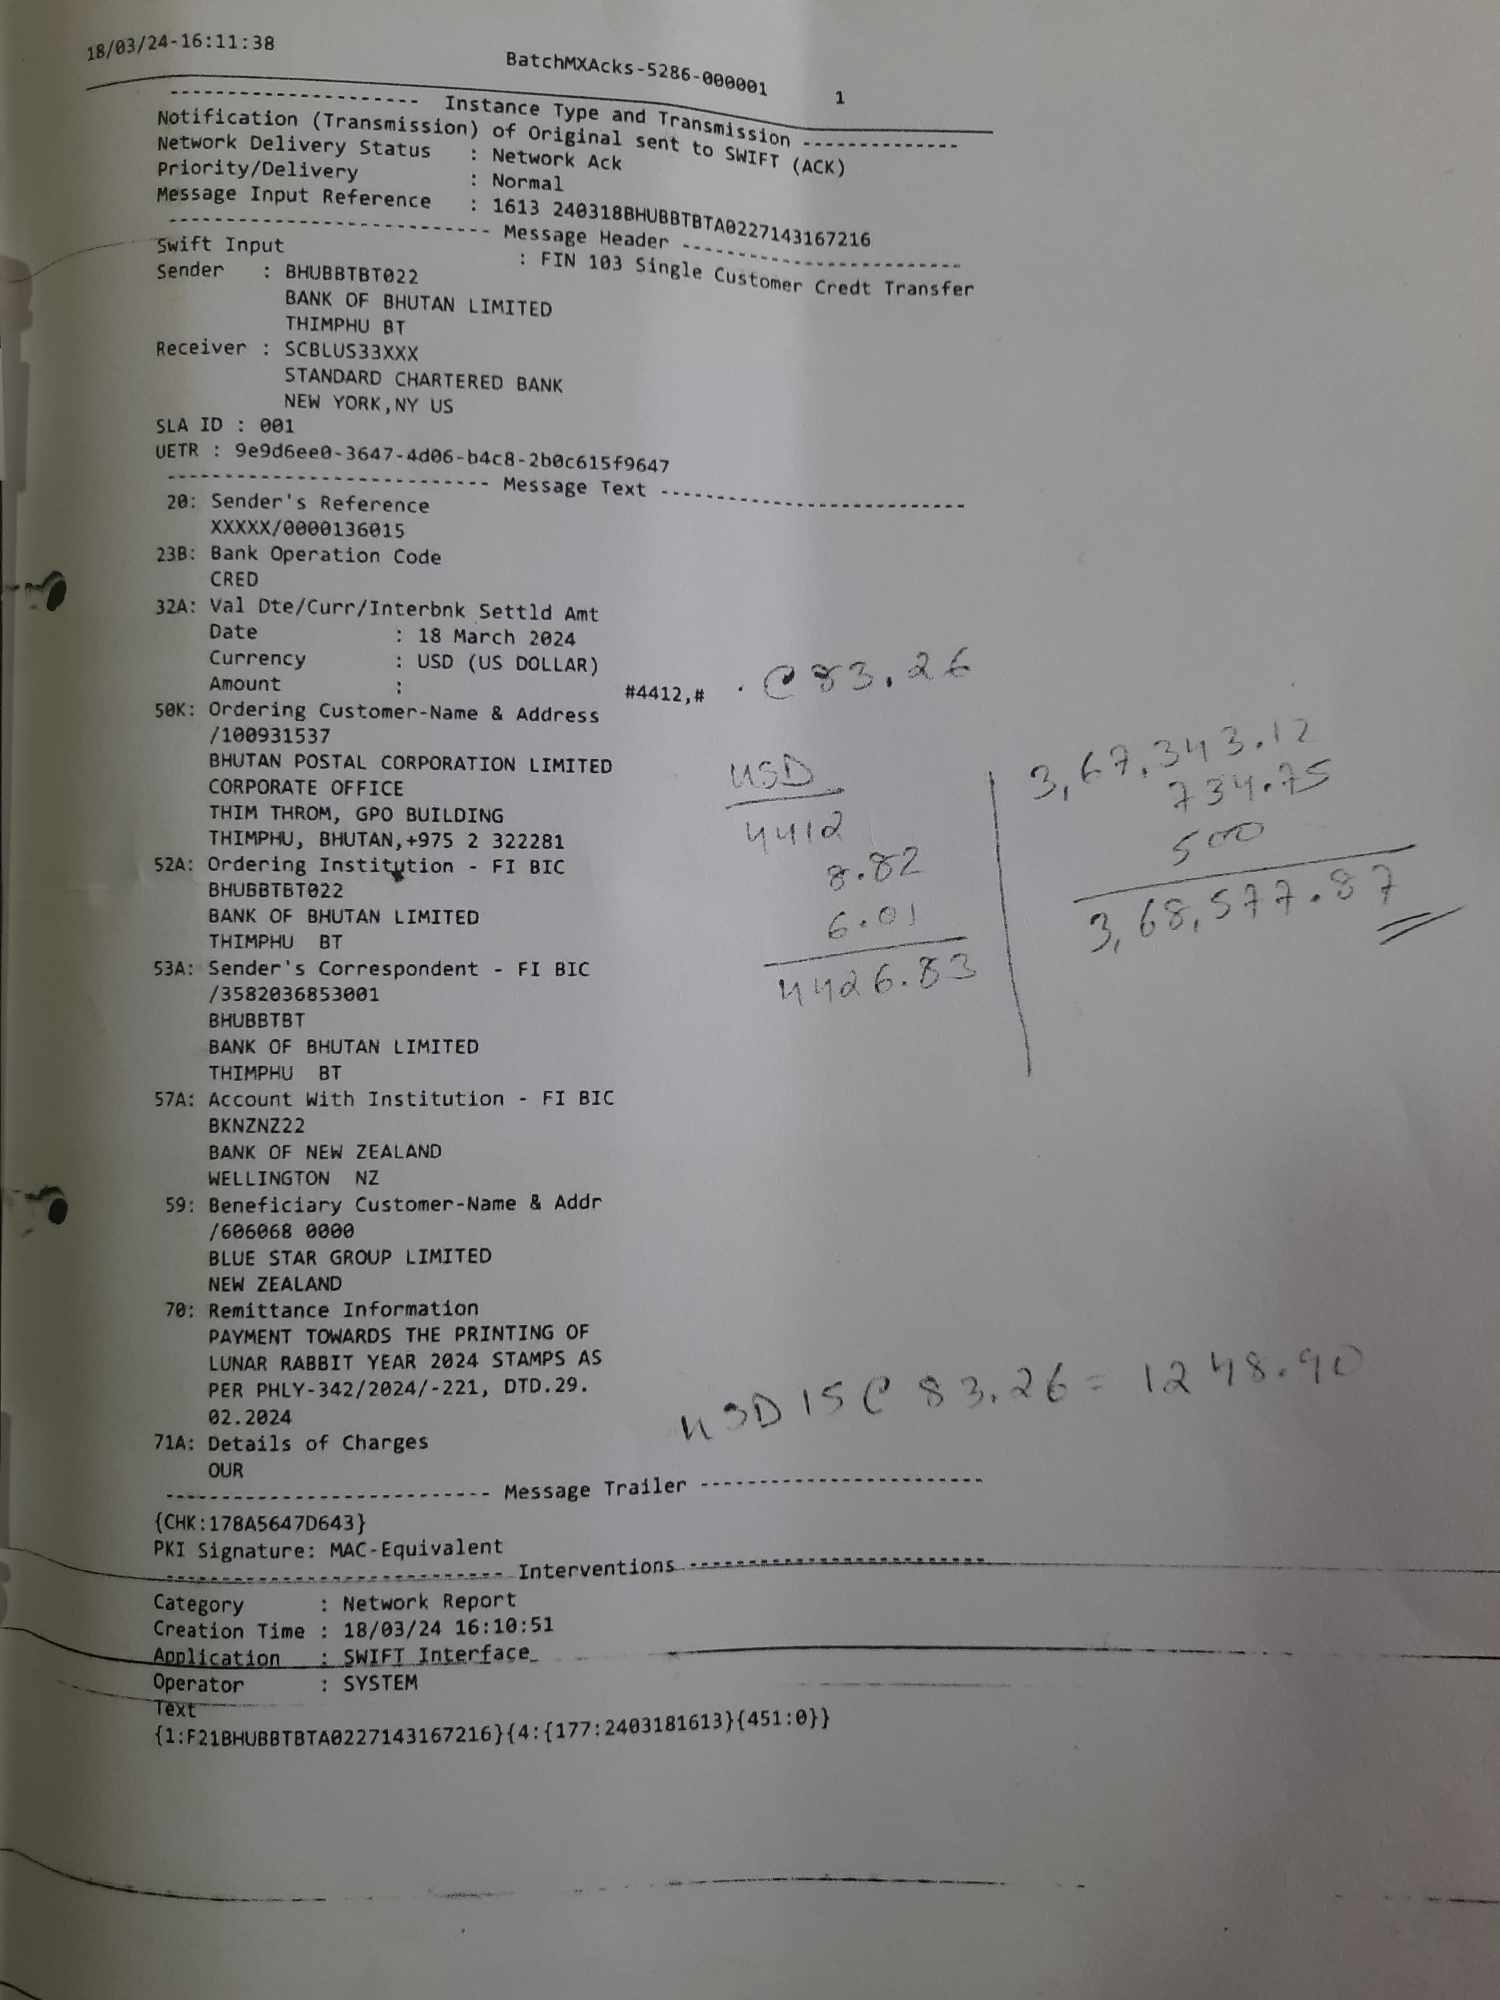 18/03/24-16:11:38
BatchMXAcks-5286-000001
1
-------------------- Instance Type and Transmission --------------
Notification (Transmission) of Original sent to SWIFT (ACK)
Network Delivery Status : Network Ack
Priority/Delivery : Normal
Message Input Reference : 1613 240318BHUBBTBTA0227143167216
--------------------------- Message Header ------------------------
Swift Input : FIN 103 Single Customer Credt Transfer
Sender : BHUBBTBT022
BANK OF BHUTAN LIMITED
THIMPHU BT
Receiver : SCBLUS33XXX
STANDARD CHARTERED BANK
NEW YORK,NY US
SLA ID : 001
UETR : 9e9d6ee0-3647-4d06-b4c8-2b0c615f9647
--------------------------- Message Text --------------------------
20: Sender's Reference
XXXXX/0000136015
23B: Bank Operation Code
CRED
32A: Val Dte/Curr/Interbnk Settld Amt
Date : 18 March 2024
Currency : USD (US DOLLAR)
Amount : #4412,#
@ 83.26
50K: Ordering Customer-Name & Address
/100931537
BHUTAN POSTAL CORPORATION LIMITED
CORPORATE OFFICE
THIM THROM, GPO BUILDING
THIMPHU, BHUTAN,+975 2 322281
USD
4412
8.82
6.01
4426.83
3,67,343.12
734.75
500
3,68,577.87
52A: Ordering Institution - FI BIC
BHUBBTBT022
BANK OF BHUTAN LIMITED
THIMPHU BT
53A: Sender's Correspondent - FI BIC
/3582036853001
BHUBBTBT
BANK OF BHUTAN LIMITED
THIMPHU BT
57A: Account With Institution - FI BIC
BKNZNZ22
BANK OF NEW ZEALAND
WELLINGTON NZ
59: Beneficiary Customer-Name & Addr
/606068 0000
BLUE STAR GROUP LIMITED
NEW ZEALAND
70: Remittance Information
PAYMENT TOWARDS THE PRINTING OF
LUNAR RABBIT YEAR 2024 STAMPS AS
PER PHLY-342/2024/-221, DTD.29.
02.2024
USD 15 @ 83.26 = 1248.90
71A: Details of Charges
OUR
--------------------------- Message Trailer ------------------------
{CHK:178A5647D643}
PKI Signature: MAC-Equivalent
---------------------------- Interventions --------------------------
Category : Network Report
Creation Time : 18/03/24 16:10:51
Application : SWIFT Interface
Operator : SYSTEM
Text
{1:F21BHUBBTBTA0227143167216}{4:{177:2403181613}{451:0}}